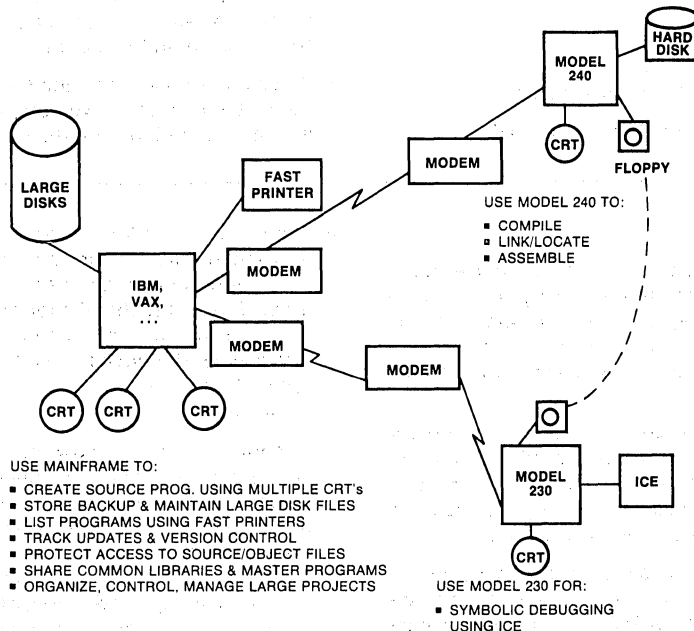 HARD
DISK
MODEL
240
CRT
FLOPPY
MODEM
FAST
PRINTER
LARGE
DISKS
USE MODEL 240 TO:
▪ COMPILE
▪ LINK/LOCATE
▪ ASSEMBLE
MODEM
IBM,
VAX,
...
MODEM
MODEM
CRT
CRT
CRT
MODEL
230
ICE
CRT
USE MAINFRAME TO:
▪ CREATE SOURCE PROG. USING MULTIPLE CRT's
▪ STORE BACKUP & MAINTAIN LARGE DISK FILES
▪ LIST PROGRAMS USING FAST PRINTERS
▪ TRACK UPDATES & VERSION CONTROL
▪ PROTECT ACCESS TO SOURCE/OBJECT FILES
▪ SHARE COMMON LIBRARIES & MASTER PROGRAMS
▪ ORGANIZE, CONTROL, MANAGE LARGE PROJECTS
USE MODEL 230 FOR:
▪ SYMBOLIC DEBUGGING
USING ICE